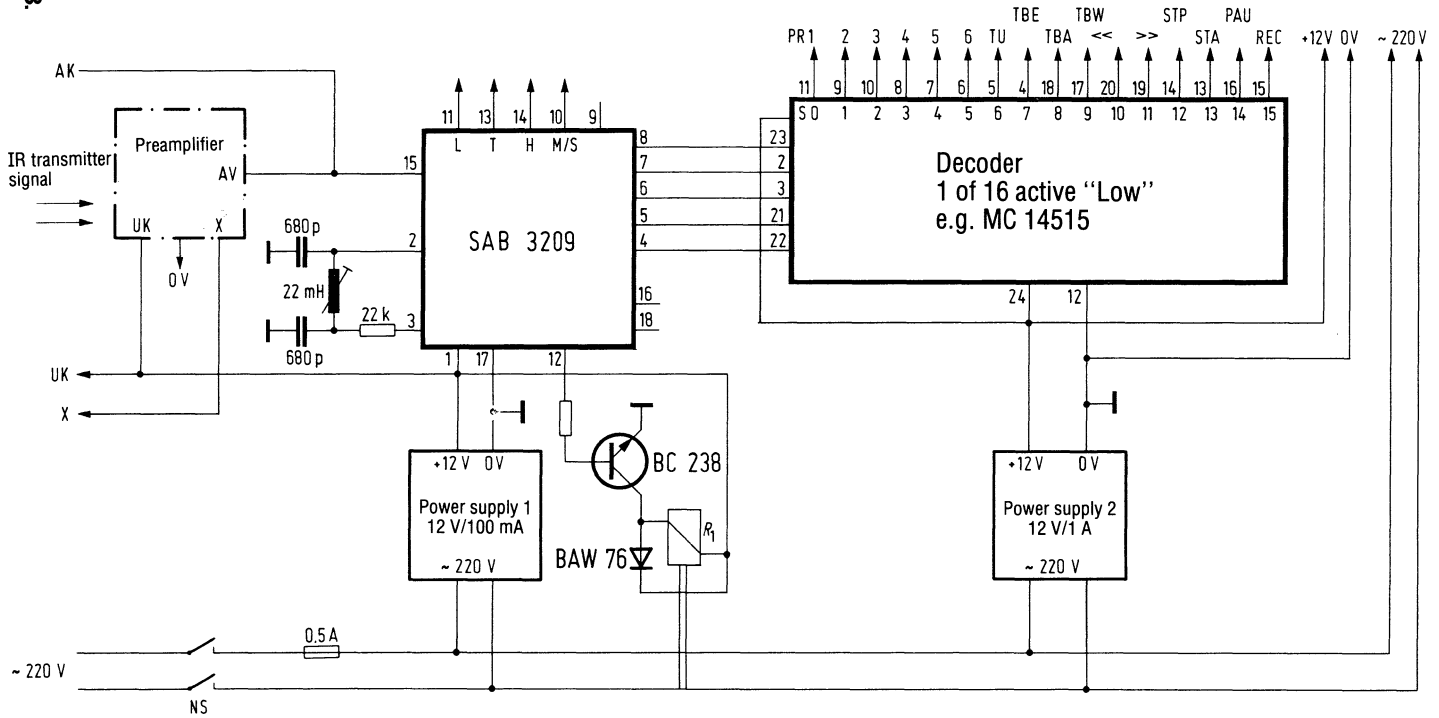 TBE TBW STP PAU
PR1 2 3 4 5 6 TU TBA << >> STA REC +12V 0V ~ 220V
AK
11 13 14 10 9
L T H M/S
11 9 10 8 7 6 5 4 18 17 20 19 14 13 16 15
S0 1 2 3 4 5 6 7 8 9 10 11 12 13 14 15
Preamplifier
IR transmitter
signal
AV
15
UK X
0V
8 23
7 2
6 3
5 21
4 22
Decoder
1 of 16 active "Low"
e.g. MC 14515
SAB 3209
680p
2
22 mH
22k
3
680p
16
18
24 12
1 17 12
UK
X
+12V 0V
Power supply 1
12 V/100 mA
~ 220 V
BC 238
R1
BAW 76
+12V 0V
Power supply 2
12 V/1 A
~ 220 V
0.5A
~ 220 V
NS